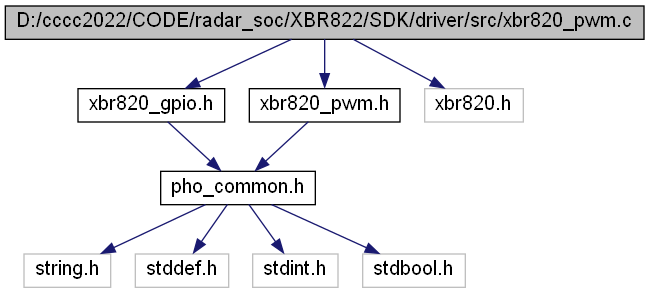 D:/cccc2022/CODE/radar_soc/XBR822/SDK/driver/src/xbr820_pwm.c
xbr820_gpio.h
xbr820_pwm.h
xbr820.h
pho_common.h
string.h
stddef.h
stdint.h
stdbool.h